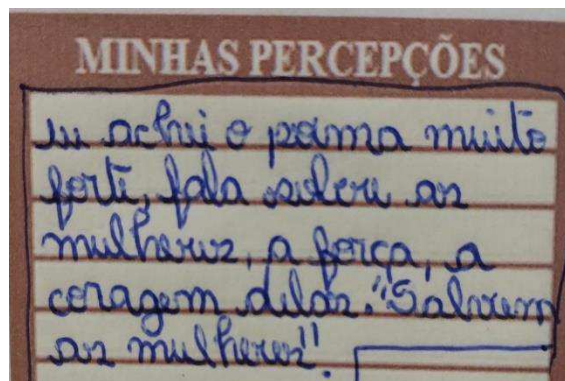 MINHAS PERCEPÇÕES
eu achei o poema muito
forte, fala sobre as
mulheres, a força, a
coragem delas. "Salvem
as mulheres".